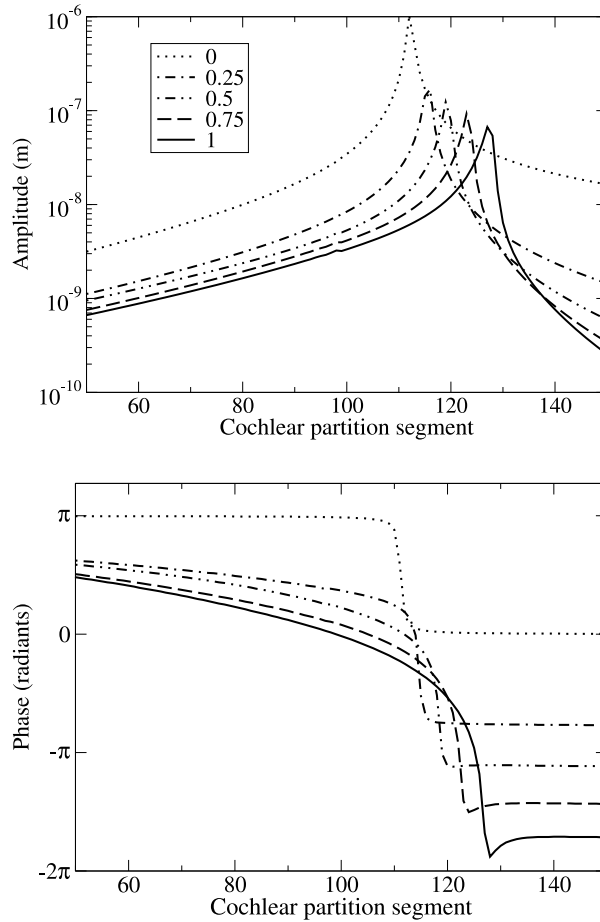 10-6
10-7
10-8
10-9
10-10
Amplitude (m)
0
0.25
0.5
0.75
1
60 80 100 120 140
Cochlear partition segment
π
0
-π
-2π
Phase (radiants)
60 80 100 120 140
Cochlear partition segment